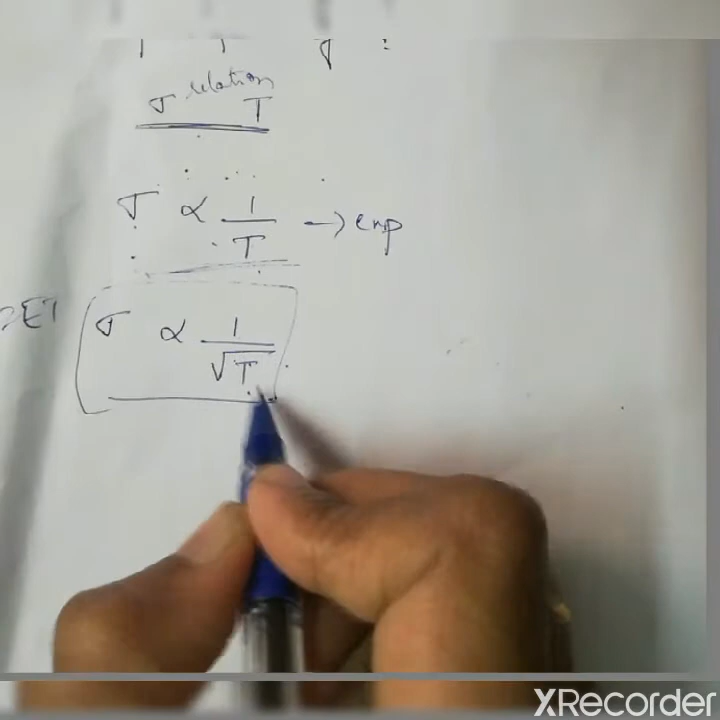 σ relation T
σ ∝ 1/T → exp
σ ∝ 1/√T
XRecorder